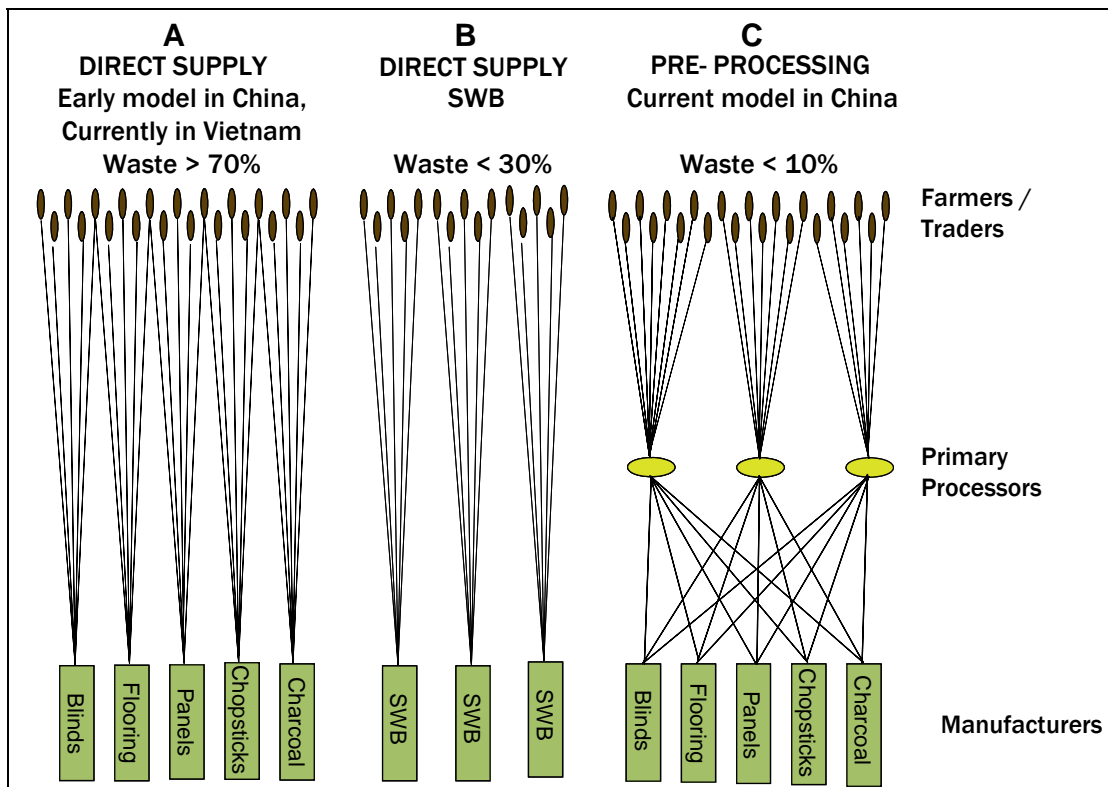 A
DIRECT SUPPLY
Early model in China,
Currently in Vietnam
Waste > 70%
B
DIRECT SUPPLY
SWB
Waste < 30%
C
PRE- PROCESSING
Current model in China
Waste < 10%
Farmers /
Traders
Primary
Processors
Blinds
Flooring
Panels
Chopsticks
Charcoal
SWB
SWB
SWB
Blinds
Flooring
Panels
Chopsticks
Charcoal
Manufacturers